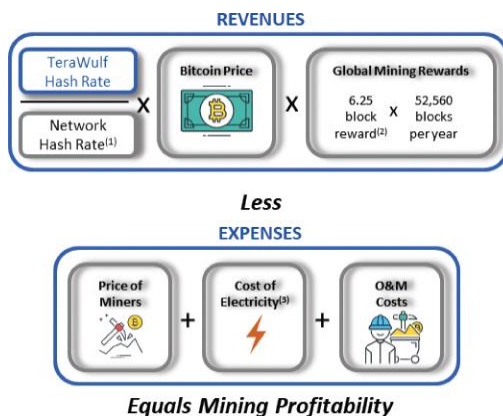 REVENUES
TeraWulf
Hash Rate
Network
Hash Rate(1)
X
Bitcoin Price
X
Global Mining Rewards
6.25
block
reward(2)
x
52,560
blocks
per year
Less
EXPENSES
Price of
Miners
+
Cost of
Electricity(3)
+
O&M
Costs
Equals Mining Profitability